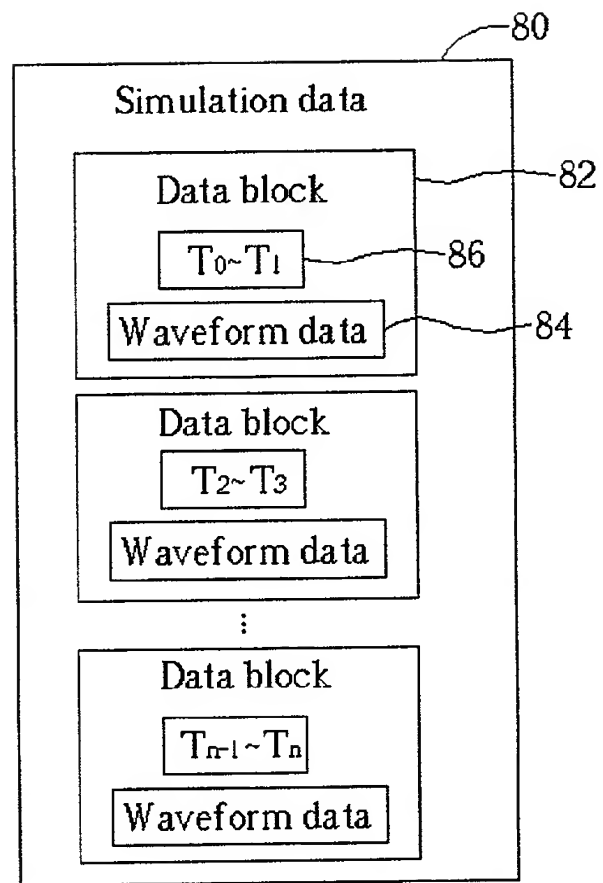 80
Simulation data
Data block
82
T0~T1
86
Waveform data
84
Data block
T2~T3
Waveform data
⋮
Data block
Tn-1~Tn
Waveform data